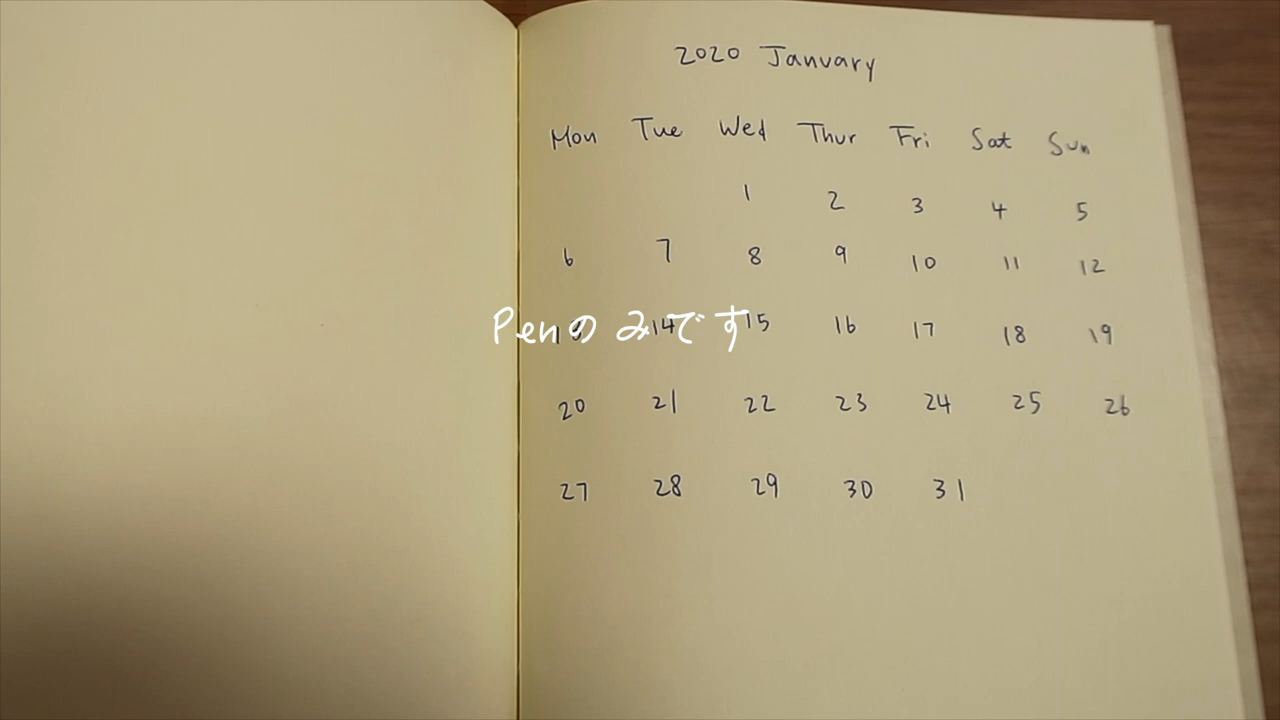 2020 January
Mon Tue Wed Thur Fri Sat Sun
1 2 3 4 5
6 7 8 9 10 11 12
Penのみです
13 14 15 16 17 18 19
20 21 22 23 24 25 26
27 28 29 30 31